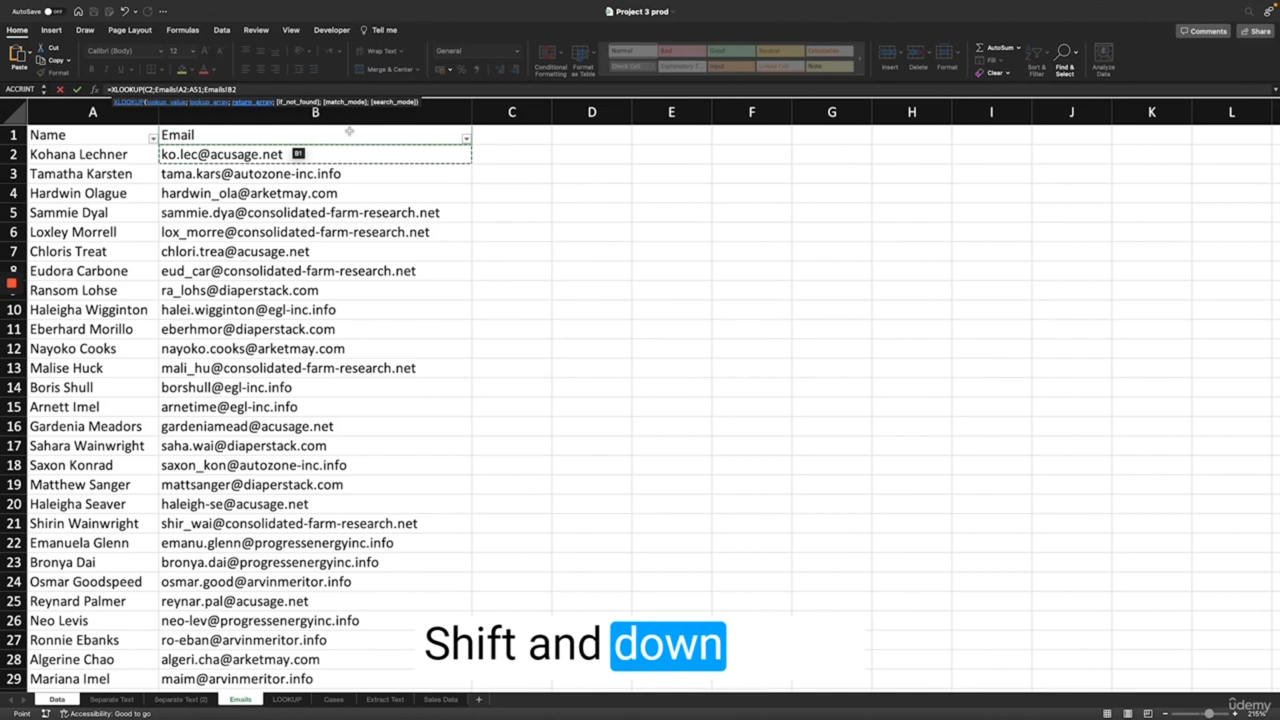 AutoSave OFF
Project 3 prod
Home Insert Draw Page Layout Formulas Data Review View Developer Tell me
Comments Share
Paste Cut Copy Format
Calibri (Body) 12
Wrap Text
Merge & Center
General
Conditional Formatting
Format as Table
Normal Bad Good Neutral Calculation
Check Cell Explanatory T... Input Linked Cell Note
Insert Delete Format
AutoSum Fill Clear
Sort & Filter
Find & Select
Analyze Data
ACCRINT fx =XLOOKUP(C2;Emails!A2:A51;Emails!B2
XLOOKUP(lookup_value; lookup_array; return_array; [if_not_found]; [match_mode]; [search_mode])
A B C D E F G H I J K L
1 Name Email
2 Kohana Lechner ko.lec@acusage.net B1
3 Tamatha Karsten tama.kars@autozone-inc.info
4 Hardwin Olague hardwin_ola@arketmay.com
5 Sammie Dyal sammie.dya@consolidated-farm-research.net
6 Loxley Morrell lox_morre@consolidated-farm-research.net
7 Chloris Treat chlori.trea@acusage.net
Eudora Carbone eud_car@consolidated-farm-research.net
Ransom Lohse ra_lohs@diaperstack.com
10 Haleigha Wigginton halei.wigginton@egl-inc.info
11 Eberhard Morillo eberhmor@diaperstack.com
12 Nayoko Cooks nayoko.cooks@arketmay.com
13 Malise Huck mali_hu@consolidated-farm-research.net
14 Boris Shull borshull@egl-inc.info
15 Arnett Imel arnetime@egl-inc.info
16 Gardenia Meadors gardeniamead@acusage.net
17 Sahara Wainwright saha.wai@diaperstack.com
18 Saxon Konrad saxon_kon@autozone-inc.info
19 Matthew Sanger mattsanger@diaperstack.com
20 Haleigha Seaver haleigh-se@acusage.net
21 Shirin Wainwright shir_wai@consolidated-farm-research.net
22 Emanuela Glenn emanu.glenn@progressenergyinc.info
23 Bronya Dai bronya.dai@progressenergyinc.info
24 Osmar Goodspeed osmar.good@arvinmeritor.info
25 Reynard Palmer reynar.pal@acusage.net
26 Neo Levis neo-lev@progressenergyinc.info
27 Ronnie Ebanks ro-eban@arvinmeritor.info
28 Algerine Chao algeri.cha@arketmay.com
29 Mariana Imel maim@arvinmeritor.info
Shift and down
Data Separate Text Separate Text (2) Emails LOOKUP Cases Extract Text Sales Data +
Point Accessibility: Good to go
215%
ûdemy